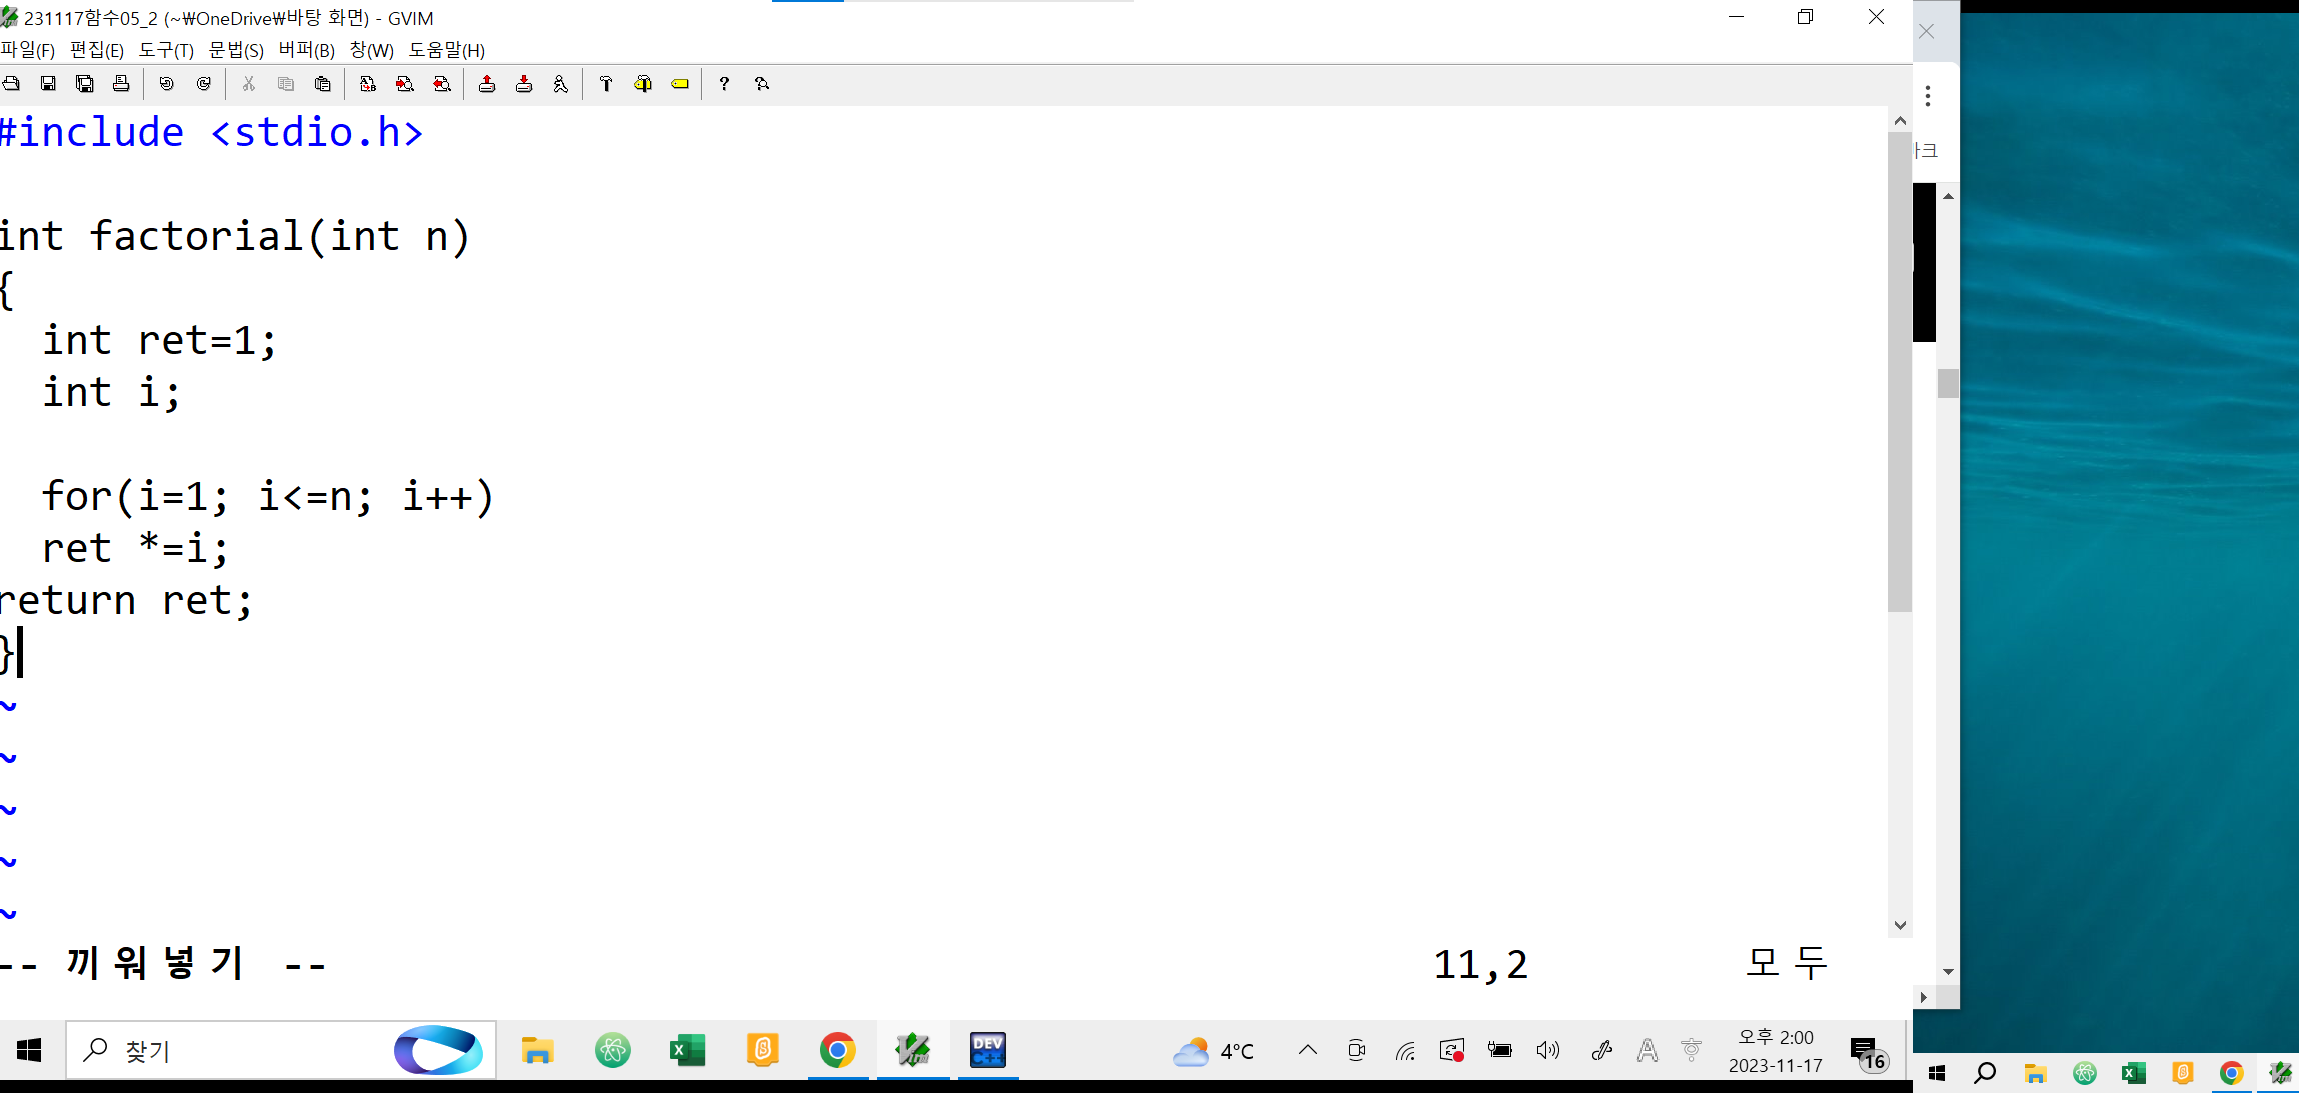 231117함수05_2 (~₩OneDrive₩바탕 화면) - GVIM
파일(F) 편집(E) 도구(T) 문법(S) 버퍼(B) 창(W) 도움말(H)
#include <stdio.h>
int factorial(int n)
{
int ret=1;
int i;
for(i=1; i<=n; i++)
ret *=i;
return ret;
}
~
~
~
~
~
-- 끼워넣기 -- 11,2 모두
찾기
DEV C++
4°C
오후 2:00
2023-11-17
16